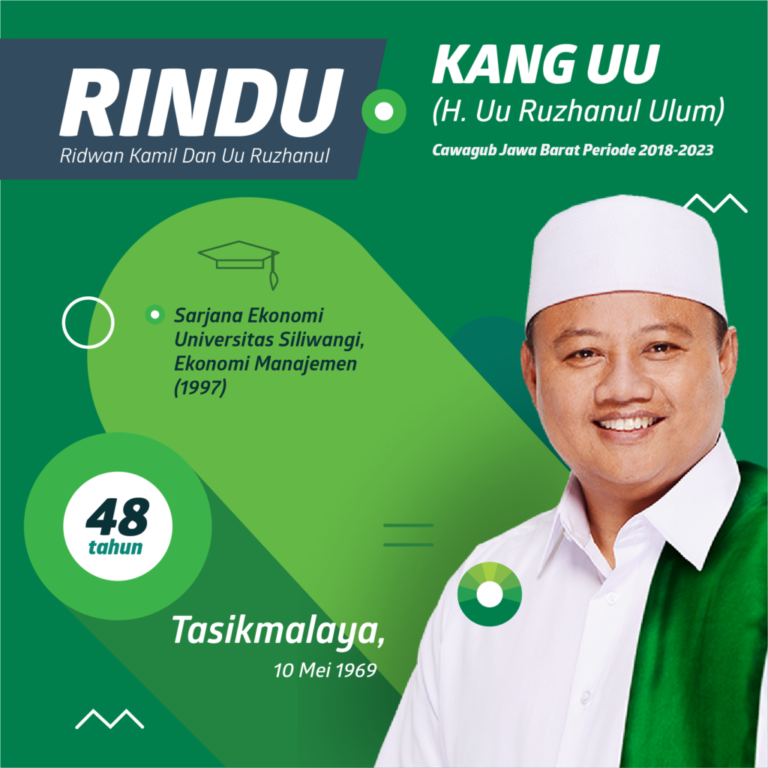 RINDU
Ridwan Kamil Dan Uu Ruzhanul
KANG UU
(H. Uu Ruzhanul Ulum)
Cawagub Jawa Barat Periode 2018-2023
Sarjana Ekonomi
Universitas Siliwangi,
Ekonomi Manajemen
(1997)
48
tahun
Tasikmalaya,
10 Mei 1969